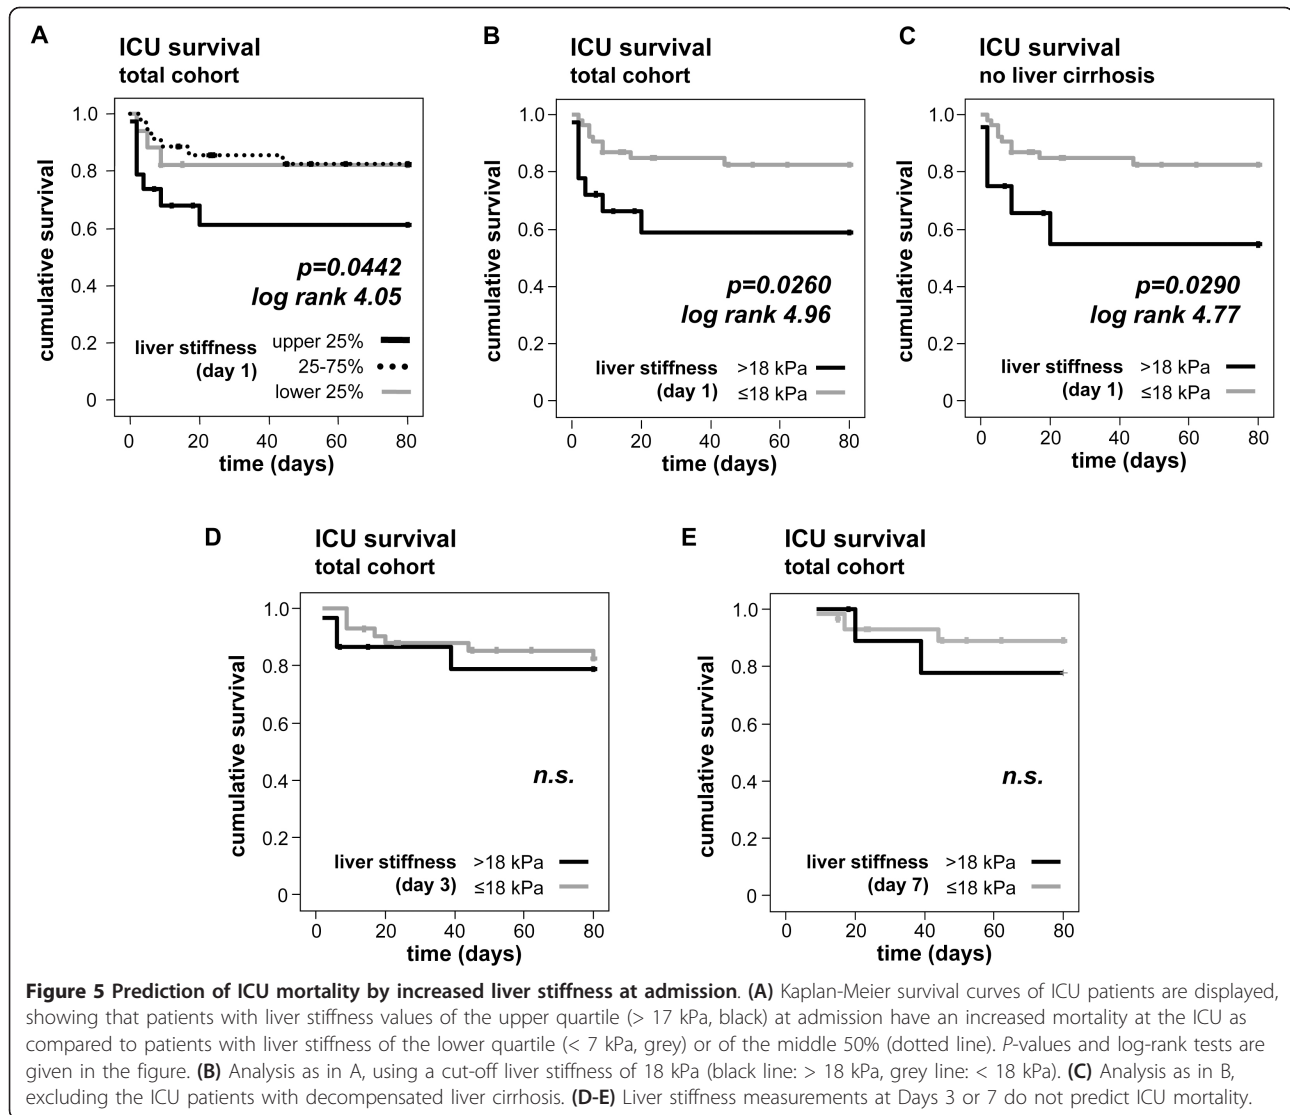 A
ICU survival
total cohort
cumulative survival
1.0
0.8
0.6
0.4
0.2
0
p=0.0442
log rank 4.05
liver stiffness
(day 1)
upper 25%
25-75%
lower 25%
0 20 40 60 80
time (days)
B
ICU survival
total cohort
cumulative survival
1.0
0.8
0.6
0.4
0.2
0
p=0.0260
log rank 4.96
liver stiffness
(day 1)
>18 kPa
≤18 kPa
0 20 40 60 80
time (days)
C
ICU survival
no liver cirrhosis
cumulative survival
1.0
0.8
0.6
0.4
0.2
0
p=0.0290
log rank 4.77
liver stiffness
(day 1)
>18 kPa
≤18 kPa
0 20 40 60 80
time (days)
D
ICU survival
total cohort
cumulative survival
1.0
0.8
0.6
0.4
0.2
0
n.s.
liver stiffness
(day 3)
>18 kPa
≤18 kPa
0 20 40 60 80
time (days)
E
ICU survival
total cohort
cumulative survival
1.0
0.8
0.6
0.4
0.2
0
n.s.
liver stiffness
(day 7)
>18 kPa
≤18 kPa
0 20 40 60 80
time (days)
Figure 5 Prediction of ICU mortality by increased liver stiffness at admission. (A) Kaplan-Meier survival curves of ICU patients are displayed,
showing that patients with liver stiffness values of the upper quartile (> 17 kPa, black) at admission have an increased mortality at the ICU as
compared to patients with liver stiffness of the lower quartile (< 7 kPa, grey) or of the middle 50% (dotted line). P-values and log-rank tests are
given in the figure. (B) Analysis as in A, using a cut-off liver stiffness of 18 kPa (black line: > 18 kPa, grey line: < 18 kPa). (C) Analysis as in B,
excluding the ICU patients with decompensated liver cirrhosis. (D-E) Liver stiffness measurements at Days 3 or 7 do not predict ICU mortality.